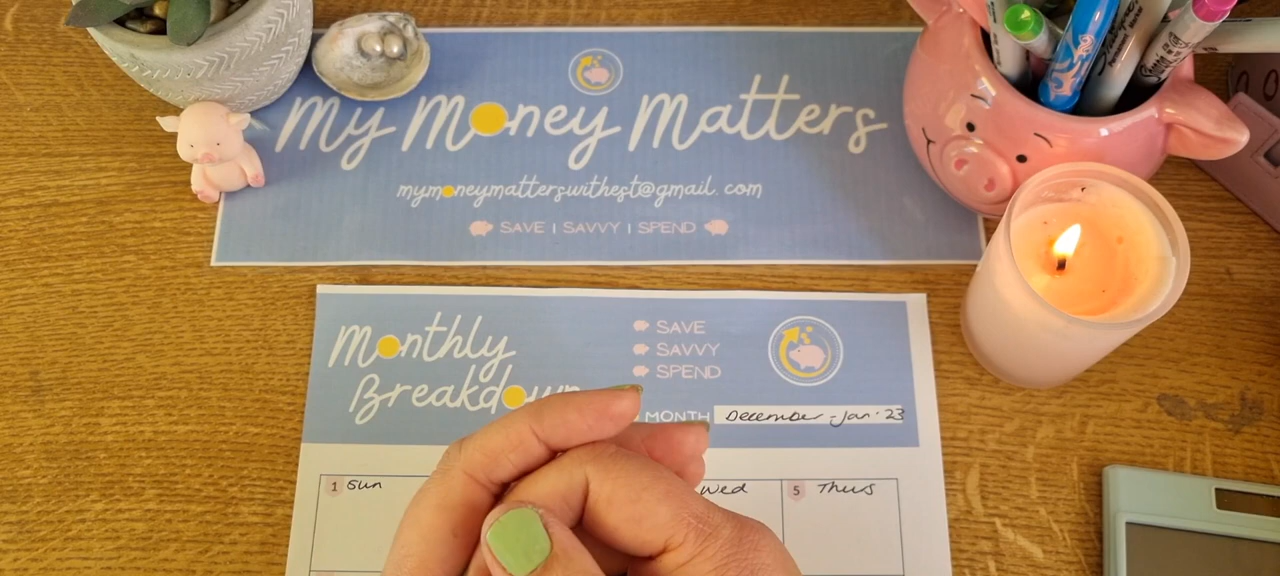 My Money Matters
mymoneymatterswithest@gmail.com
SAVE | SAVVY | SPEND
Monthly
Breakdown
SAVE
SAVVY
SPEND
MONTH December - Jan '23
1 Sun
Wed
5 Thurs